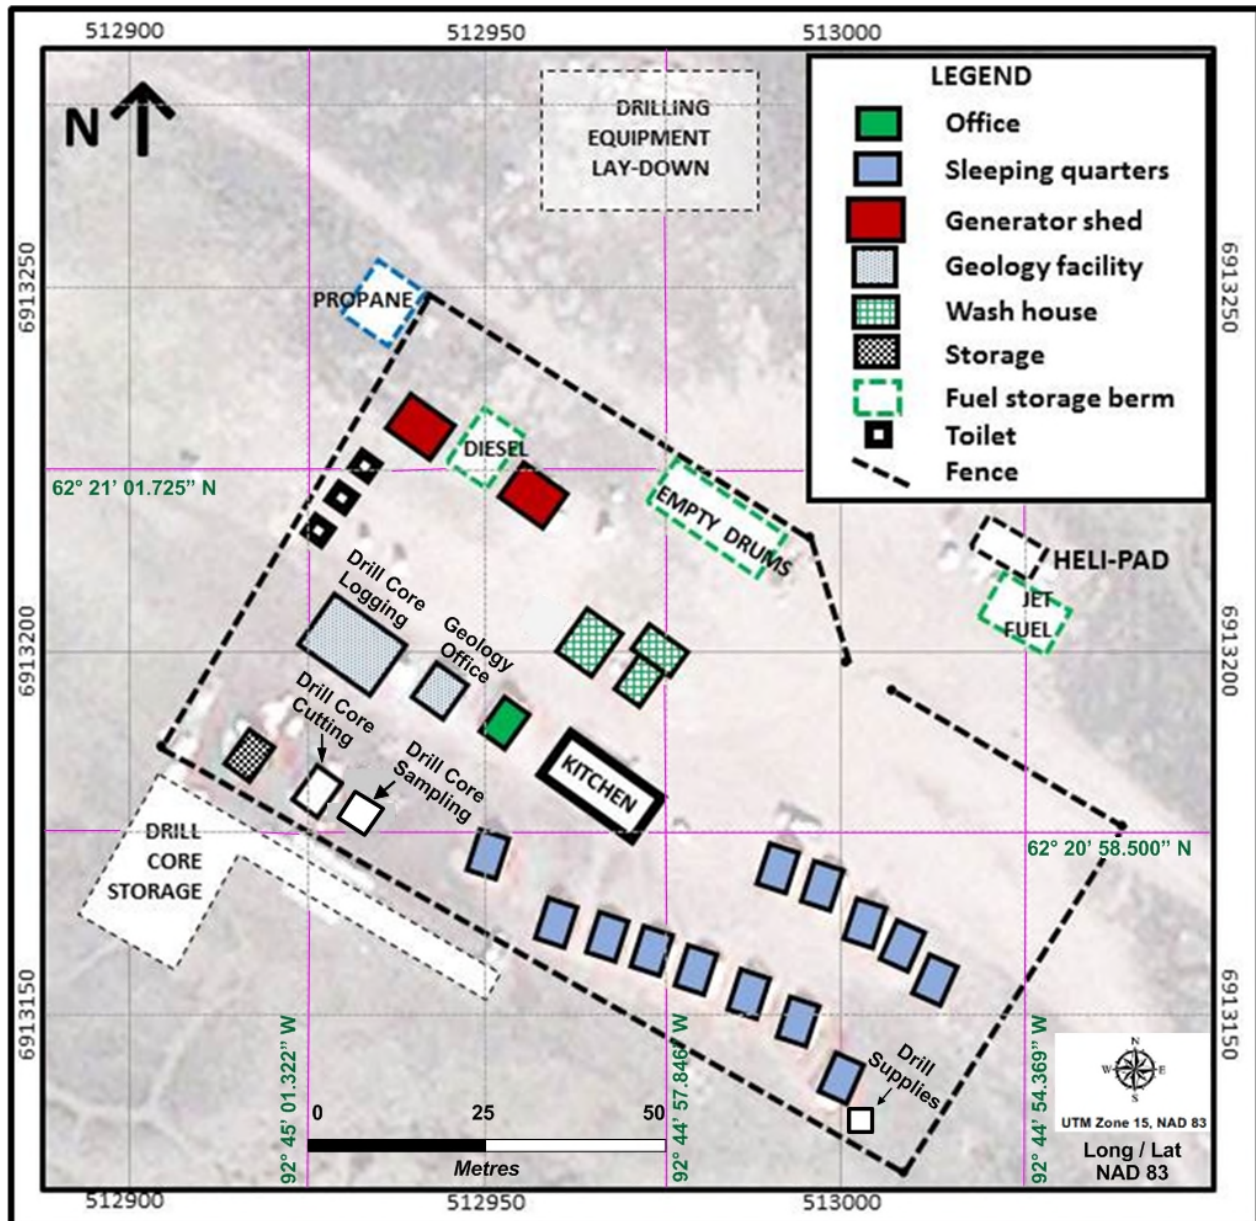 512900
512950
513000
N
DRILLING
EQUIPMENT
LAY-DOWN
LEGEND
Office
Sleeping quarters
Generator shed
Geology facility
Wash house
Storage
Fuel storage berm
Toilet
Fence
6913250
6913250
PROPANE
DIESEL
62° 21' 01.725" N
EMPTY DRUMS
HELI-PAD
JET
FUEL
Drill Core
Logging
Geology
Office
6913200
6913200
Drill Core
Cutting
Drill Core
Sampling
KITCHEN
DRILL
CORE
STORAGE
62° 20' 58.500" N
6913150
6913150
92° 45' 01.322" W
92° 44' 57.846" W
92° 44' 54.369" W
Drill
Supplies
0
25
50
Metres
N
W
E
S
UTM Zone 15, NAD 83
Long / Lat
NAD 83
512900
512950
513000